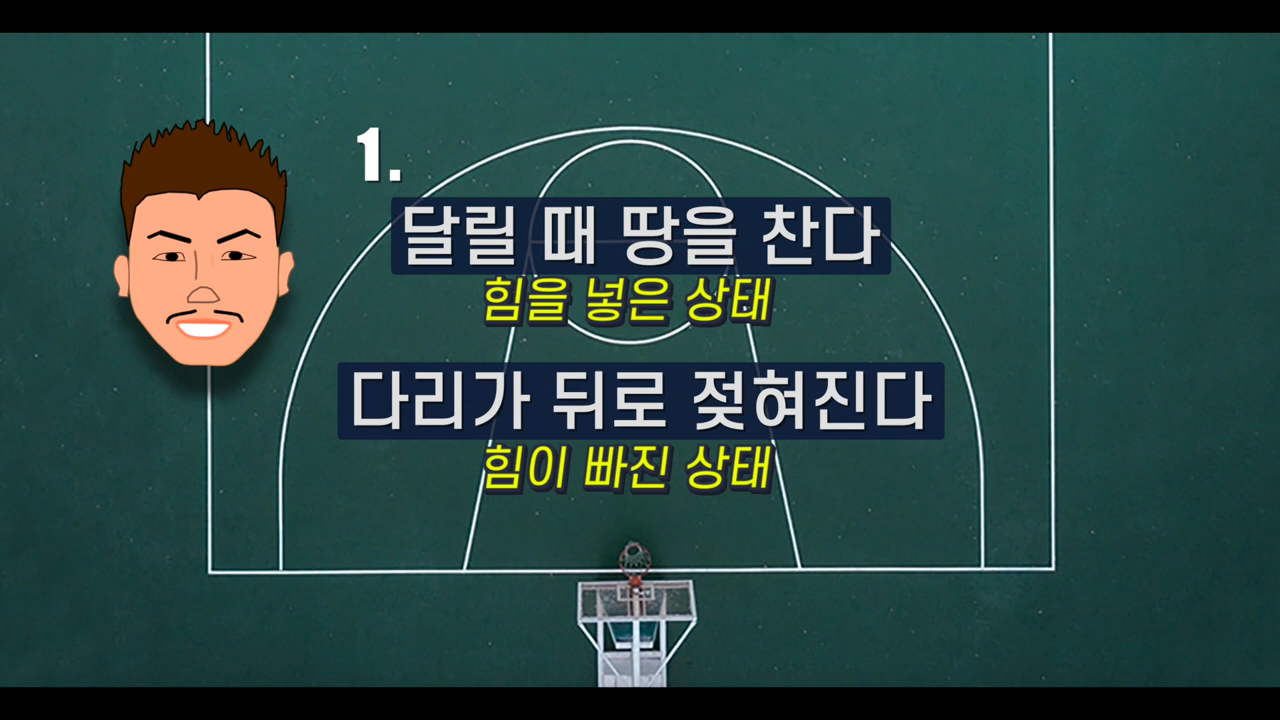 1.
달릴 때 땅을 찬다
힘을 넣은 상태
다리가 뒤로 젖혀진다
힘이 빠진 상태